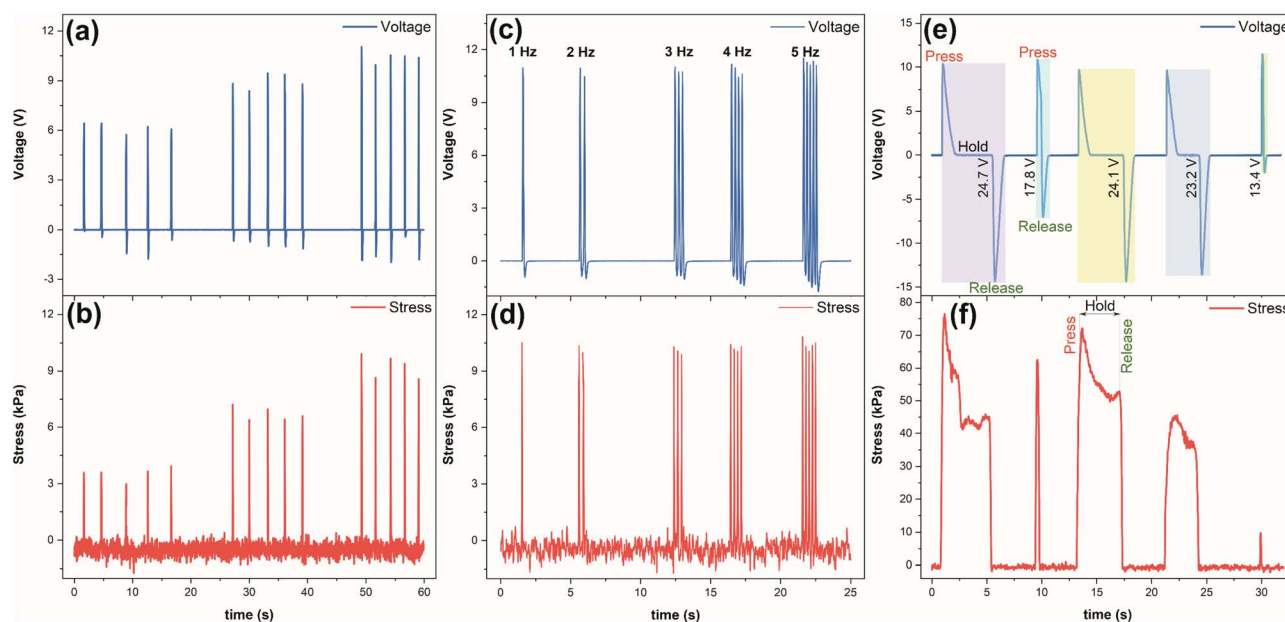 (a)
Voltage
12
9
6
3
0
-3
Voltage (V)
(b)
Stress
12
9
6
3
0
Stress (kPa)
0 10 20 30 40 50 60
time (s)
(c)
Voltage
1 Hz 2 Hz 3 Hz 4 Hz 5 Hz
12
9
6
3
0
Voltage (V)
(d)
Stress
12
9
6
3
0
Stress (kPa)
0 5 10 15 20 25
time (s)
(e)
Voltage
15
10
5
0
-5
-10
-15
Voltage (V)
Press
Press
Hold
24.7 V
17.8 V
24.1 V
23.2 V
13.4 V
Release
Release
(f)
Stress
Hold
Press
Release
80
70
60
50
40
30
20
10
0
Stress (kPa)
0 5 10 15 20 25 30
time (s)